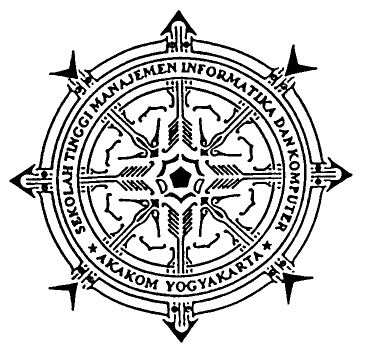 SEKOLAH TINGGI MANAJEMEN INFORMATIKA DAN KOMPUTER
★ AKAKOM YOGYAKARTA ★